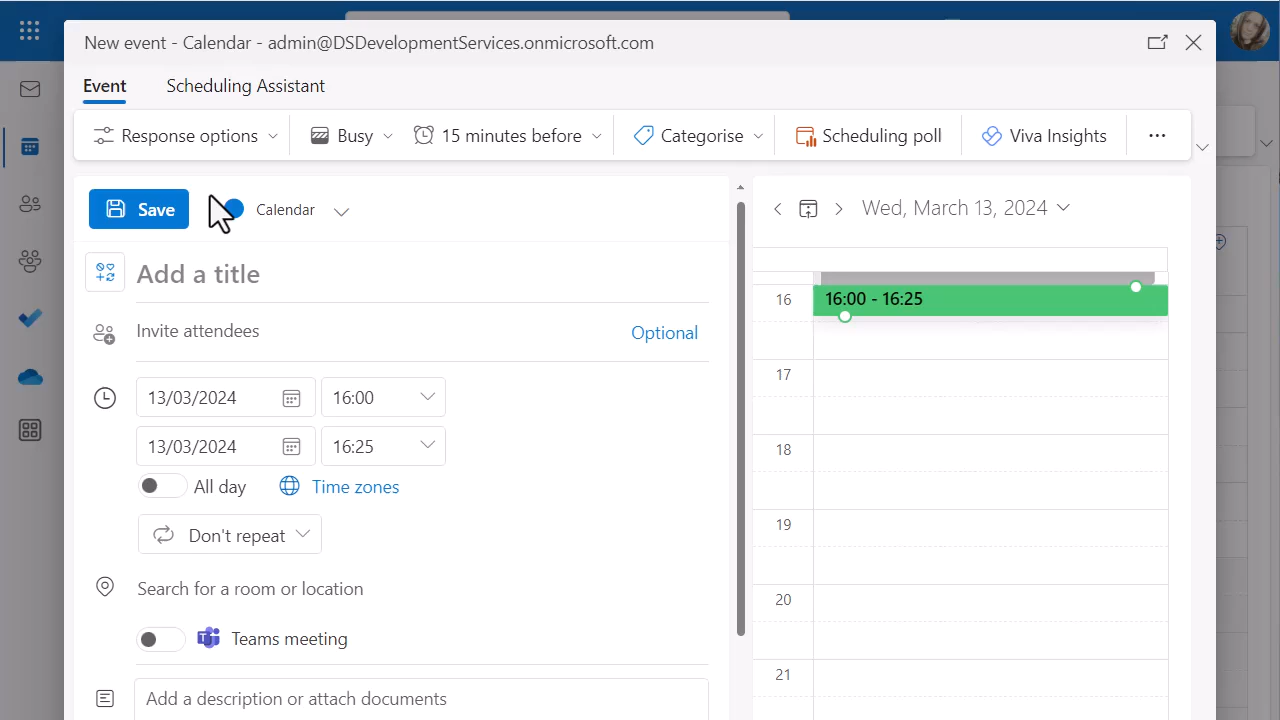 New event - Calendar - admin@DSDevelopmentServices.onmicrosoft.com
Event Scheduling Assistant
Response options Busy 15 minutes before Categorise Scheduling poll Viva Insights ...
Save Calendar
Wed, March 13, 2024
Add a title
Invite attendees Optional
13/03/2024 16:00
13/03/2024 16:25
All day Time zones
Don't repeat
Search for a room or location
Teams meeting
Add a description or attach documents
16 16:00 - 16:25
17
18
19
20
21